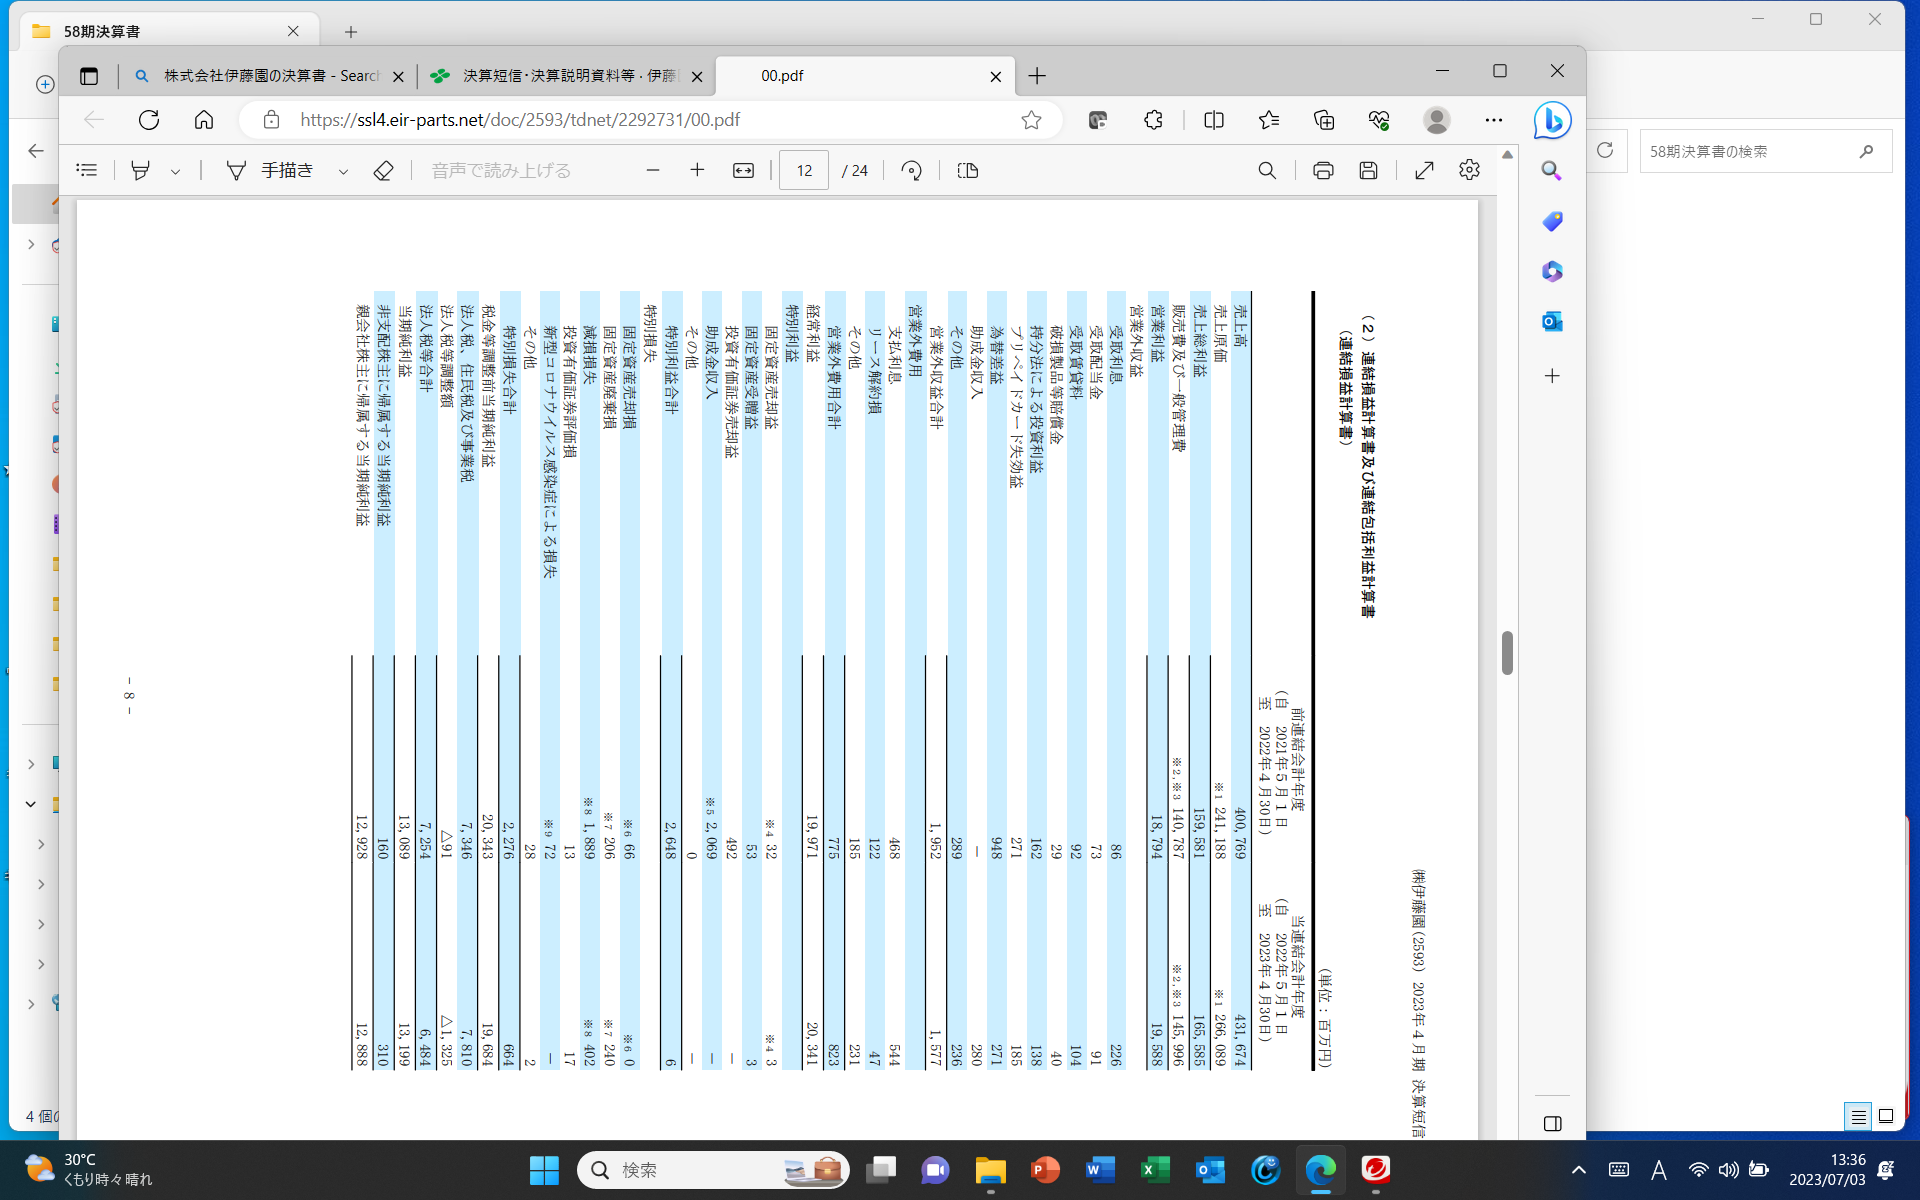 58期決算書
株式会社伊藤園の決算書 - Search
決算短信・決算説明資料等 - 伊藤
00.pdf
https://ssl4.eir-parts.net/doc/2593/tdnet/2292731/00.pdf
58期決算書の検索
手描き
音声で読み上げる
12 / 24
㈱伊藤園(2593) 2023年4月期 決算短信
(2)連結損益計算書及び連結包括利益計算書
(連結損益計算書)
(単位:百万円)
前連結会計年度 当連結会計年度
(自 2021年5月1日 (自 2022年5月1日
至 2022年4月30日) 至 2023年4月30日)
売上高 400,769 431,674
売上原価 ※1 241,188 ※1 266,089
売上総利益 159,581 165,585
販売費及び一般管理費 ※2,※3 140,787 ※2,※3 145,996
営業利益 18,794 19,588
営業外収益
受取利息 86 226
受取配当金 73 91
受取賃貸料 92 104
破損製品等賠償金 29 40
持分法による投資利益 162 138
プリペイドカード失効益 271 185
為替差益 948 271
助成金収入 － 280
その他 289 236
営業外収益合計 1,952 1,577
営業外費用
支払利息 468 544
リース解約損 122 47
その他 185 231
営業外費用合計 775 823
経常利益 19,971 20,341
特別利益
固定資産売却益 ※4 32 ※4 3
固定資産受贈益 53 3
投資有価証券売却益 492 －
助成金収入 ※5 2,069 －
その他 0 －
特別利益合計 2,648 6
特別損失
固定資産売却損 ※6 66 ※6 0
固定資産廃棄損 ※7 206 ※7 240
減損損失 ※8 1,889 ※8 402
投資有価証券評価損 13 17
新型コロナウイルス感染症による損失 ※9 72 －
その他 28 2
特別損失合計 2,276 664
税金等調整前当期純利益 20,343 19,684
法人税、住民税及び事業税 7,346 7,810
法人税等調整額 △91 △1,325
法人税等合計 7,254 6,484
当期純利益 13,089 13,199
非支配株主に帰属する当期純利益 160 310
親会社株主に帰属する当期純利益 12,928 12,888
- 8 -
4 個の
30°C
くもり時々晴れ
検索
A
13:36
2023/07/03